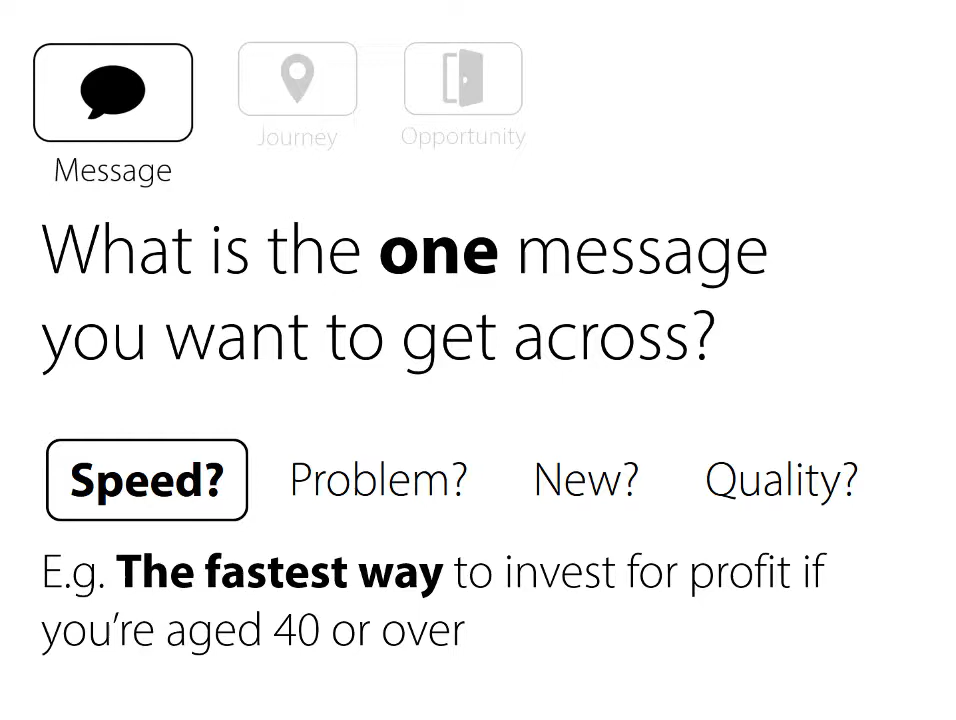 Message
Journey
Opportunity
What is the one message
you want to get across?
Speed? Problem? New? Quality?
E.g. The fastest way to invest for profit if
you're aged 40 or over